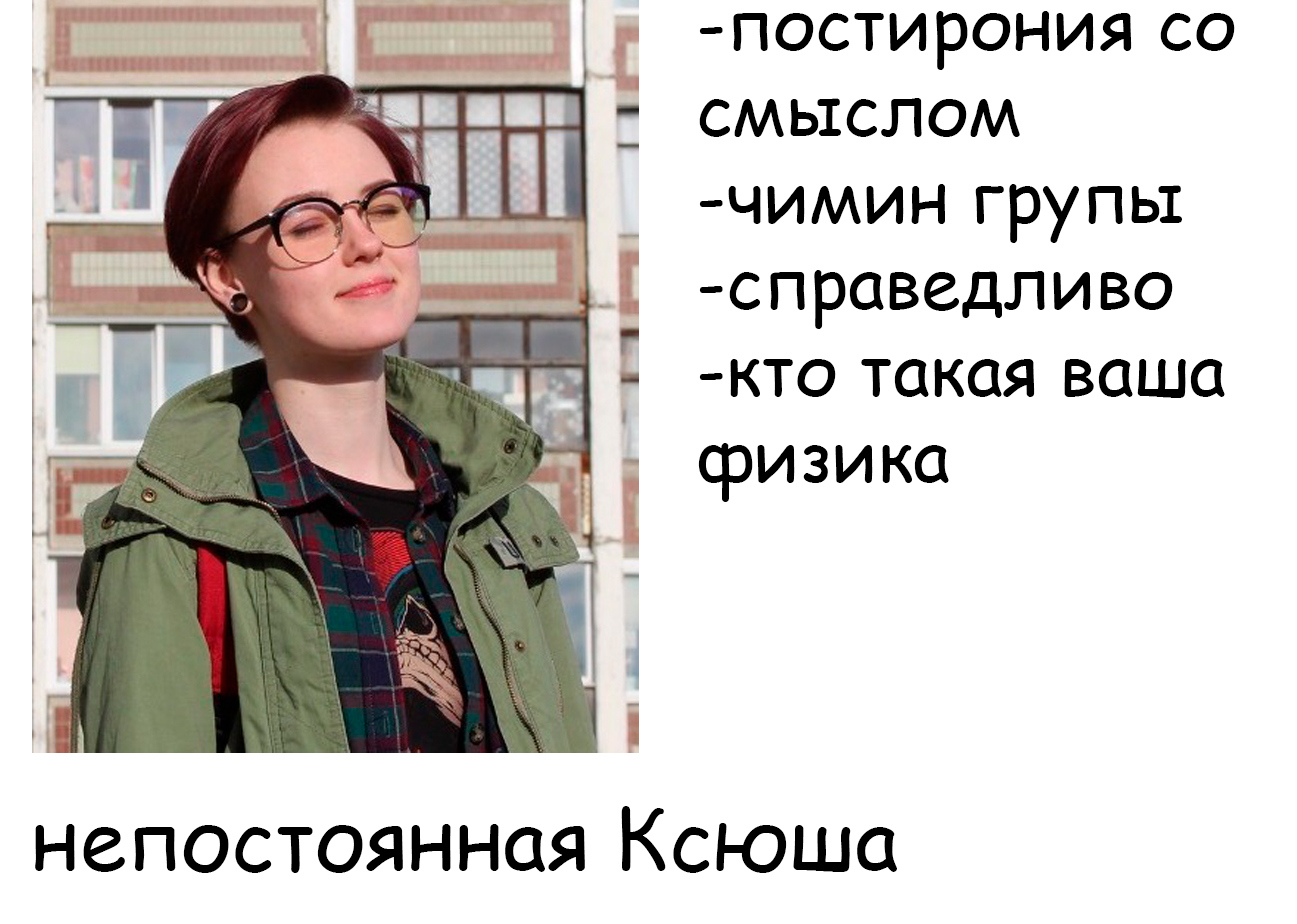 -постирония со
смыслом
-чимин групы
-справедливо
-кто такая ваша
физика
непостоянная Ксюша